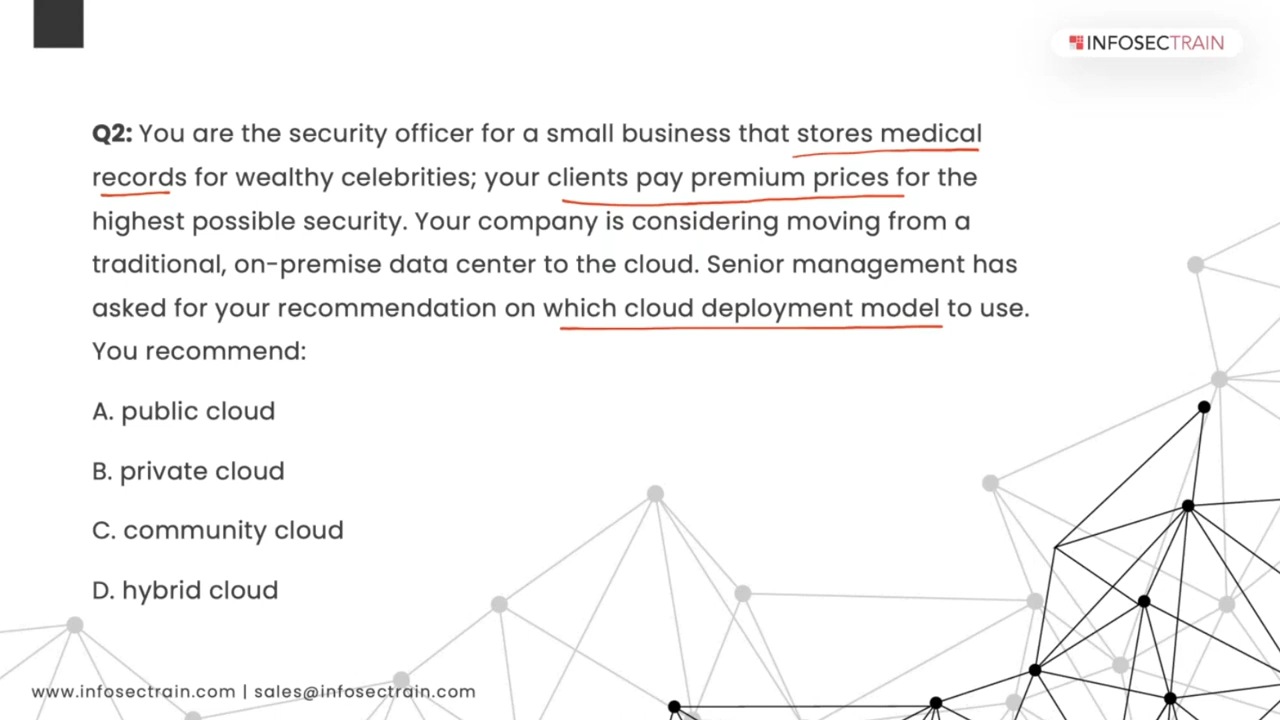 INFOSECTRAIN
Q2: You are the security officer for a small business that stores medical
records for wealthy celebrities; your clients pay premium prices for the
highest possible security. Your company is considering moving from a
traditional, on-premise data center to the cloud. Senior management has
asked for your recommendation on which cloud deployment model to use.
You recommend:
A. public cloud
B. private cloud
C. community cloud
D. hybrid cloud
www.infosectrain.com | sales@infosectrain.com